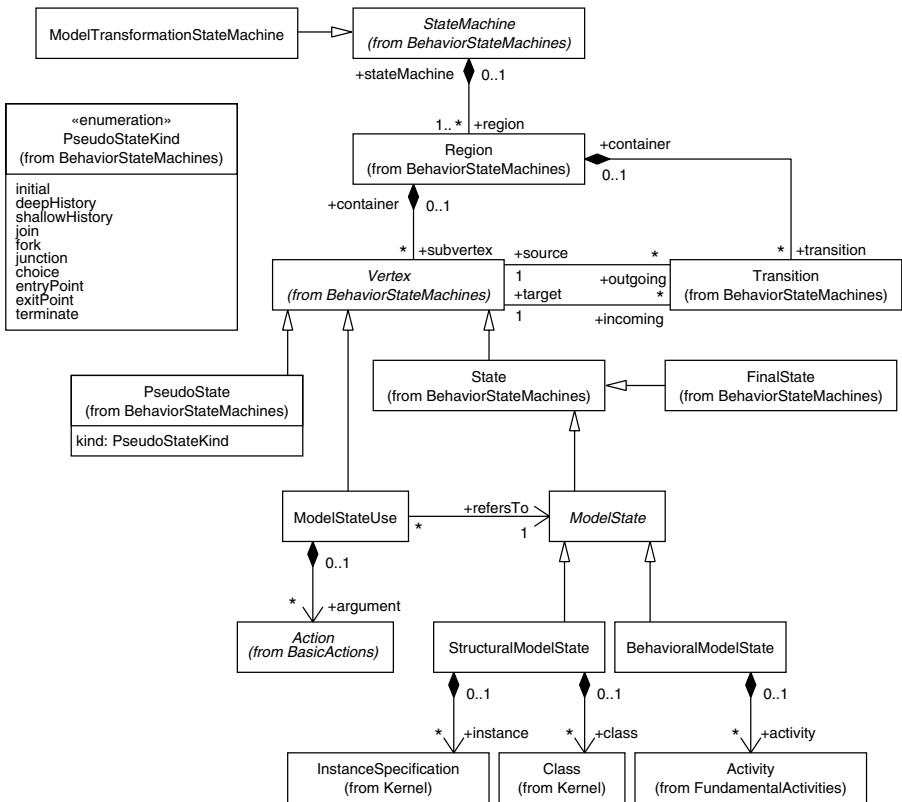 ModelTransformationStateMachine
StateMachine
(from BehaviorStateMachines)
+stateMachine
0..1
1..*
+region
«enumeration»
PseudoStateKind
(from BehaviorStateMachines)
initial
deepHistory
shallowHistory
join
fork
junction
choice
entryPoint
exitPoint
terminate
Region
(from BehaviorStateMachines)
+container
0..1
+container
0..1
*
+subvertex
*
+transition
Vertex
(from BehaviorStateMachines)
+source
*
1
+outgoing
+target
*
1
+incoming
Transition
(from BehaviorStateMachines)
PseudoState
(from BehaviorStateMachines)
kind: PseudoStateKind
State
(from BehaviorStateMachines)
FinalState
(from BehaviorStateMachines)
ModelStateUse
+refersTo
*
1
ModelState
0..1
*
+argument
Action
(from BasicActions)
StructuralModelState
BehavioralModelState
0..1
0..1
0..1
*
+instance
*
+class
*
+activity
InstanceSpecification
(from Kernel)
Class
(from Kernel)
Activity
(from FundamentalActivities)